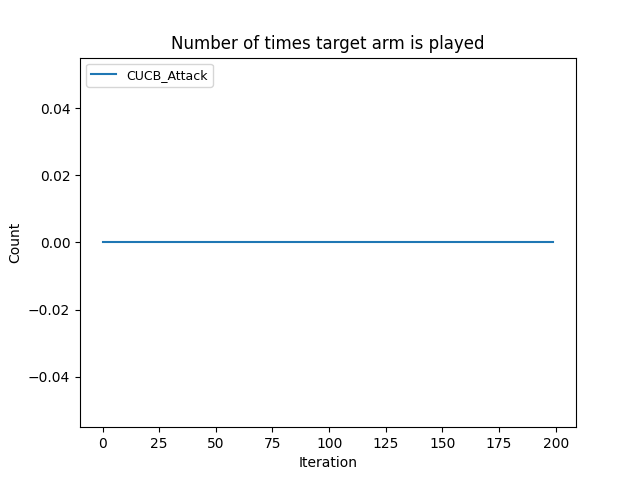 Number of times target arm is played
CUCB_Attack
0.04
0.02
0.00
−0.02
−0.04
Count
0 25 50 75 100 125 150 175 200
Iteration